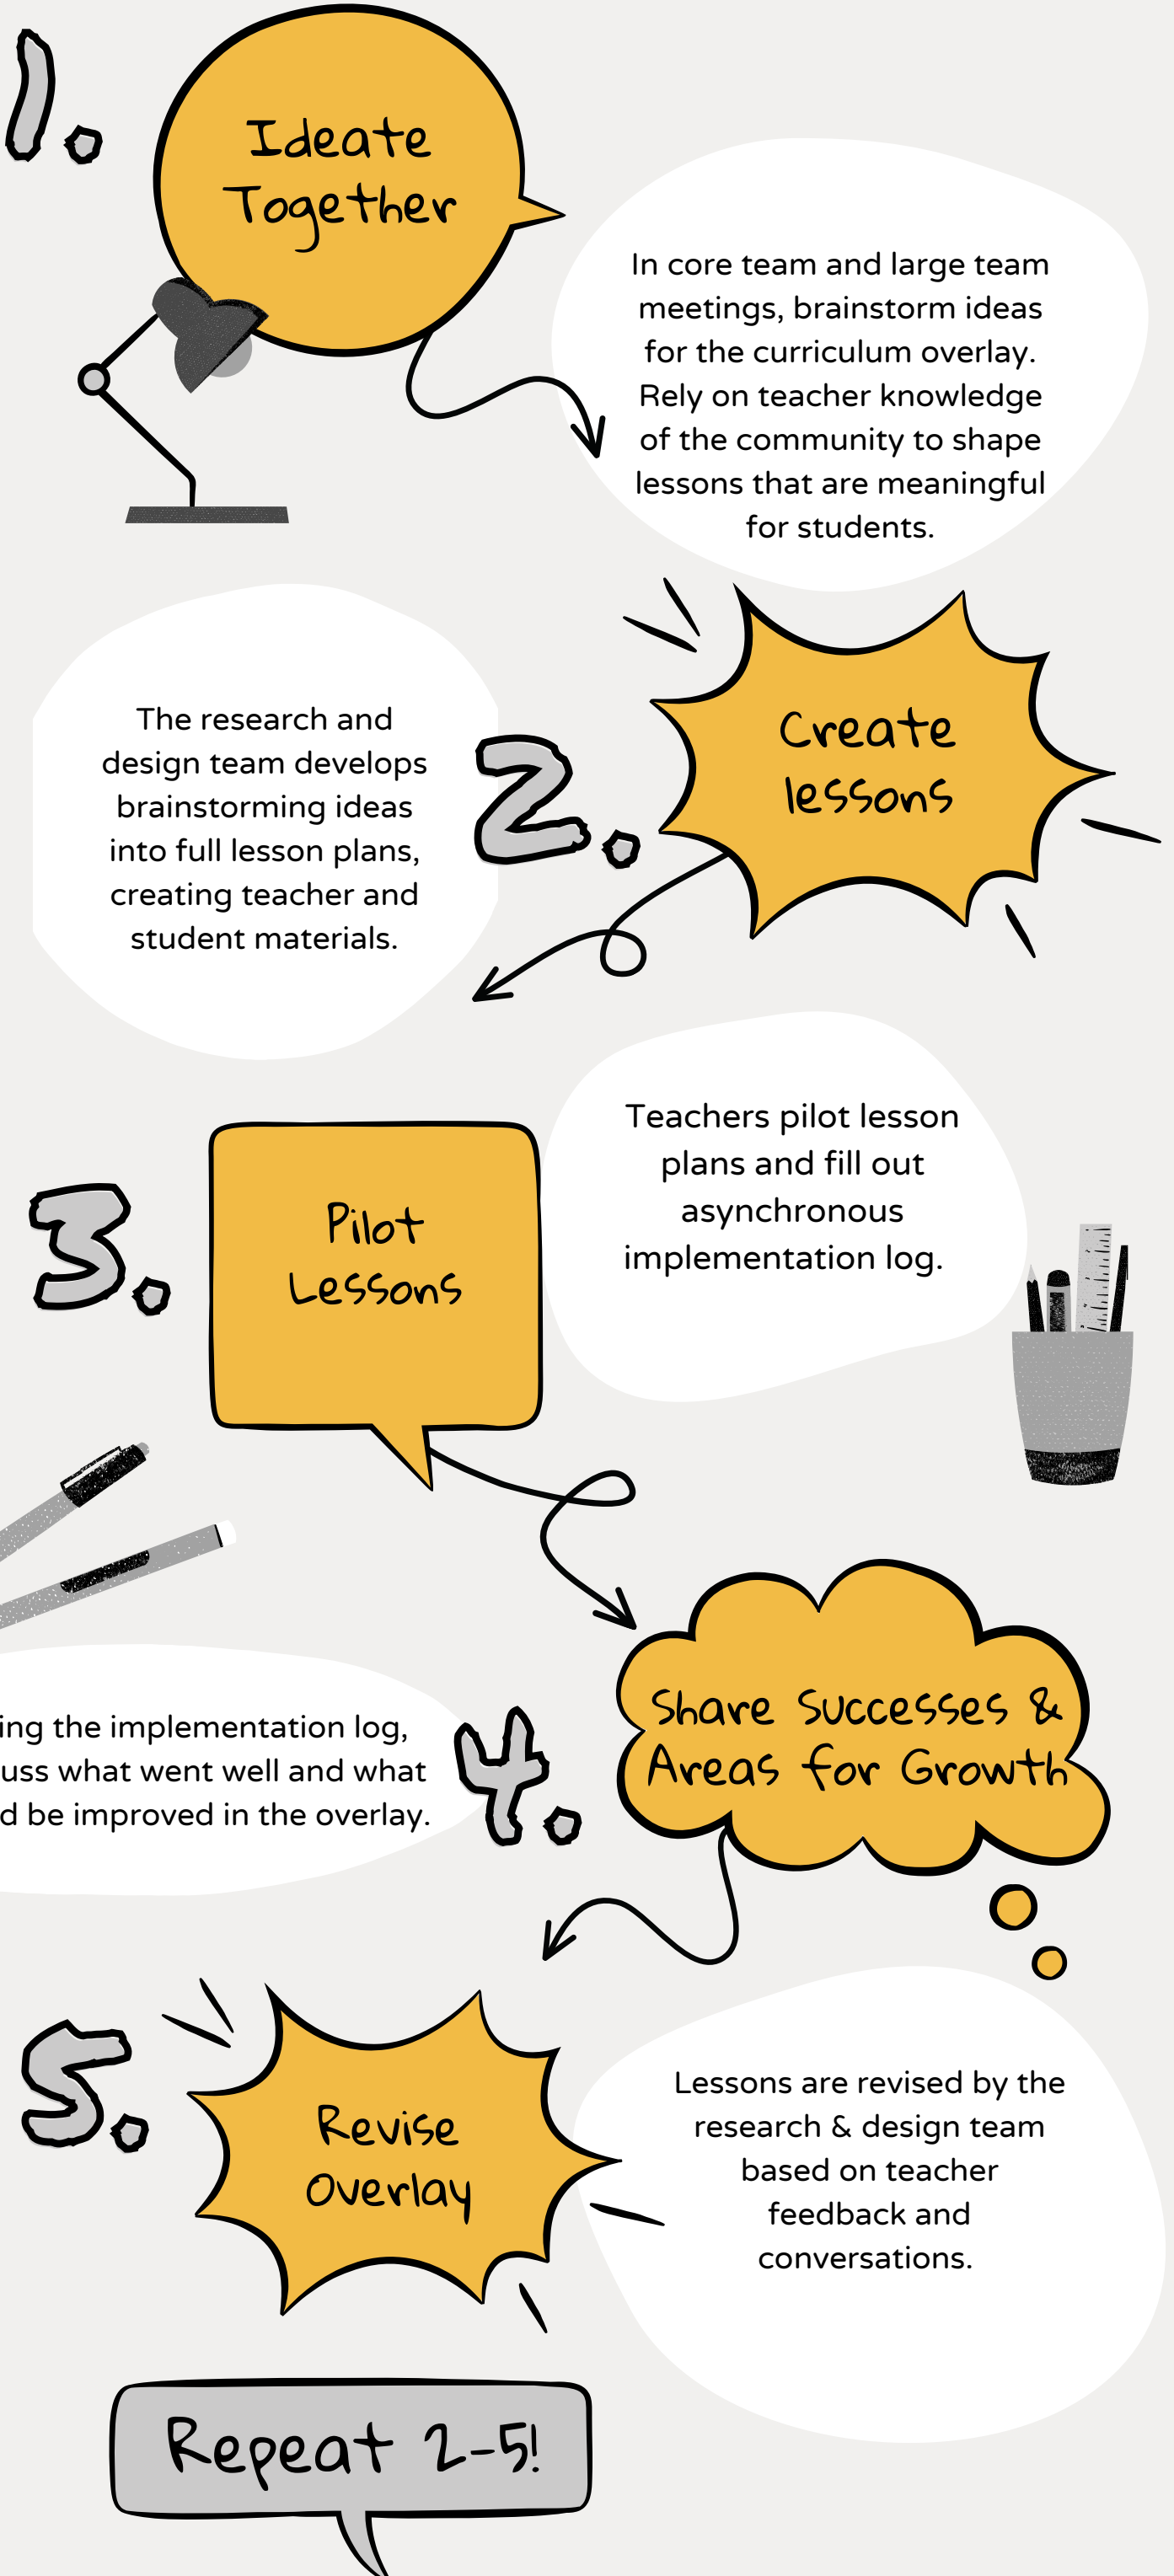 1.
Ideate
Together
In core team and large team
meetings, brainstorm ideas
for the curriculum overlay.
Rely on teacher knowledge
of the community to shape
lessons that are meaningful
for students.
2.
Create
lessons
The research and
design team develops
brainstorming ideas
into full lesson plans,
creating teacher and
student materials.
3.
Pilot
Lessons
Teachers pilot lesson
plans and fill out
asynchronous
implementation log.
4.
Share Successes &
Areas for Growth
ing the implementation log,
uss what went well and what
d be improved in the overlay.
5.
Revise
Overlay
Lessons are revised by the
research & design team
based on teacher
feedback and
conversations.
Repeat 2-5!